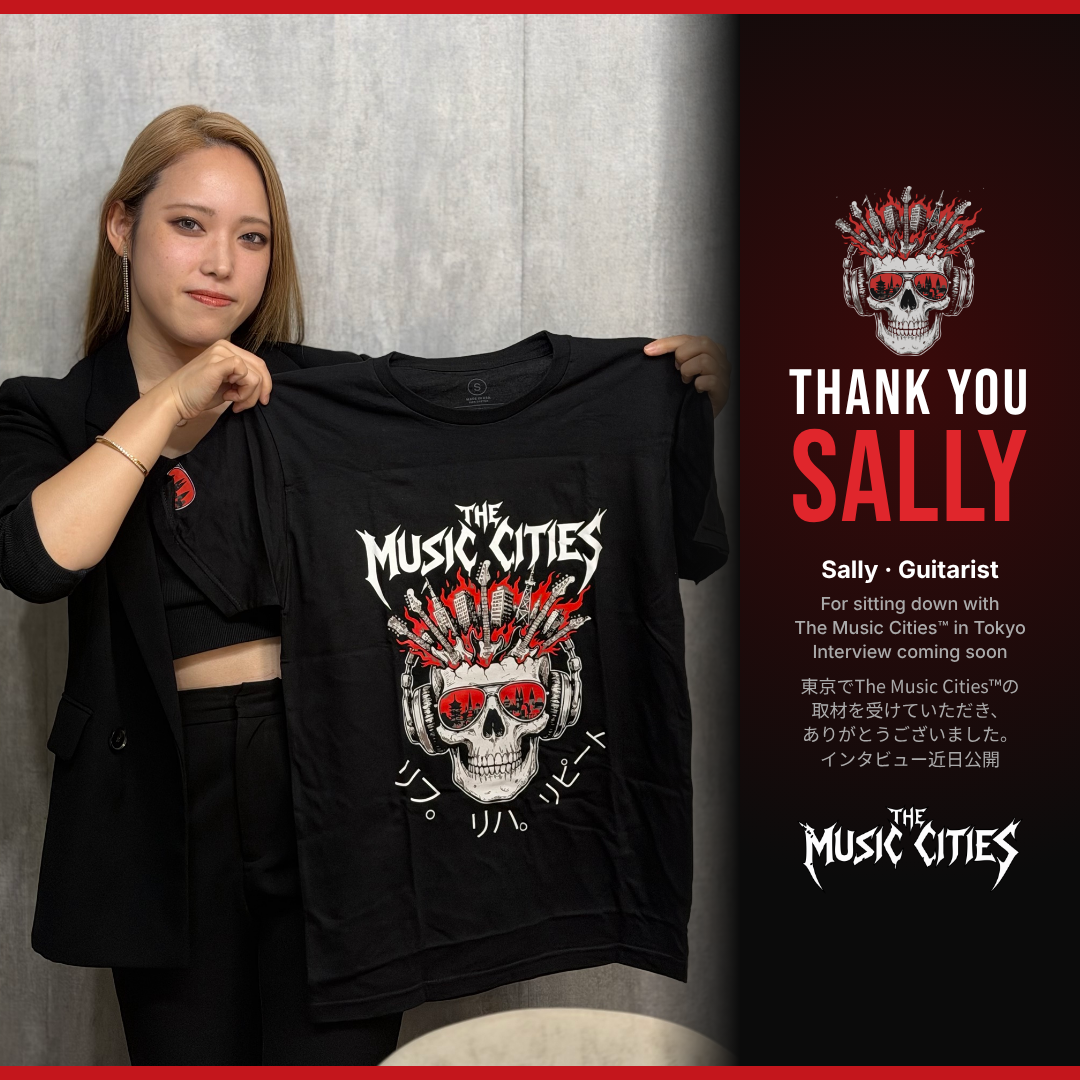 S
THE
MUSIC CITIES
リフ。リハ。リピート
THANK YOU
SALLY
Sally · Guitarist
For sitting down with
The Music Cities™ in Tokyo
Interview coming soon
東京でThe Music Cities™の
取材を受けていただき、
ありがとうございました。
インタビュー近日公開
THE
MUSIC CITIES